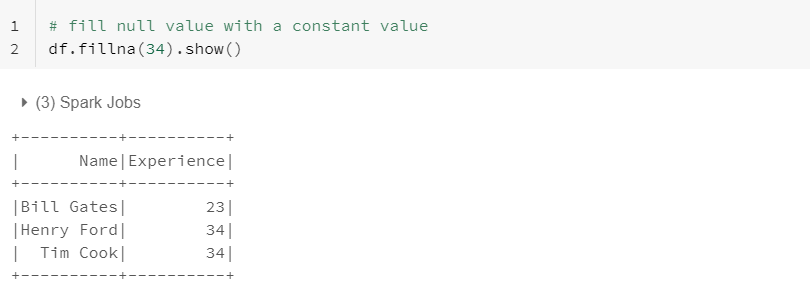 1 # fill null value with a constant value
2 df.fillna(34).show()
(3) Spark Jobs
+----------+----------+
|      Name|Experience|
+----------+----------+
|Bill Gates|        23|
|Henry Ford|        34|
|  Tim Cook|        34|
+----------+----------+